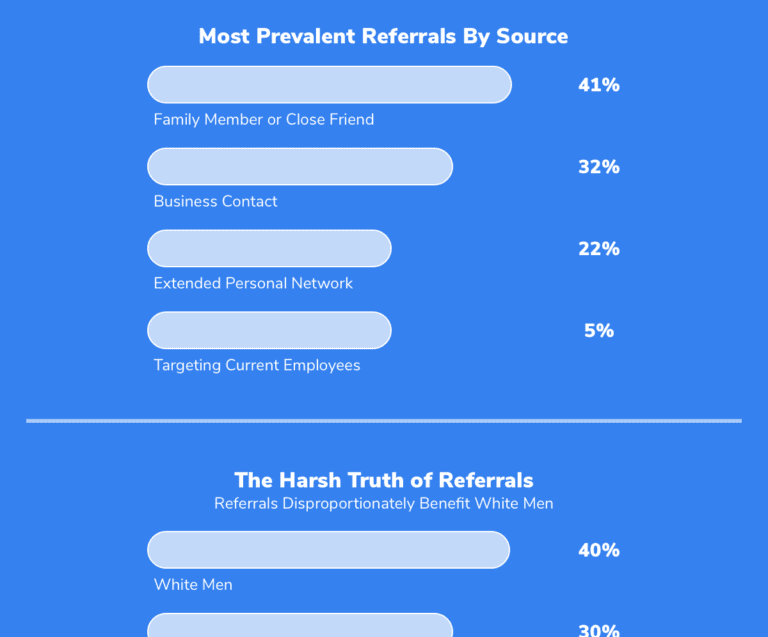 Most Prevalent Referrals By Source
41%
Family Member or Close Friend
32%
Business Contact
22%
Extended Personal Network
5%
Targeting Current Employees
The Harsh Truth of Referrals
Referrals Disproportionately Benefit White Men
40%
White Men
30%